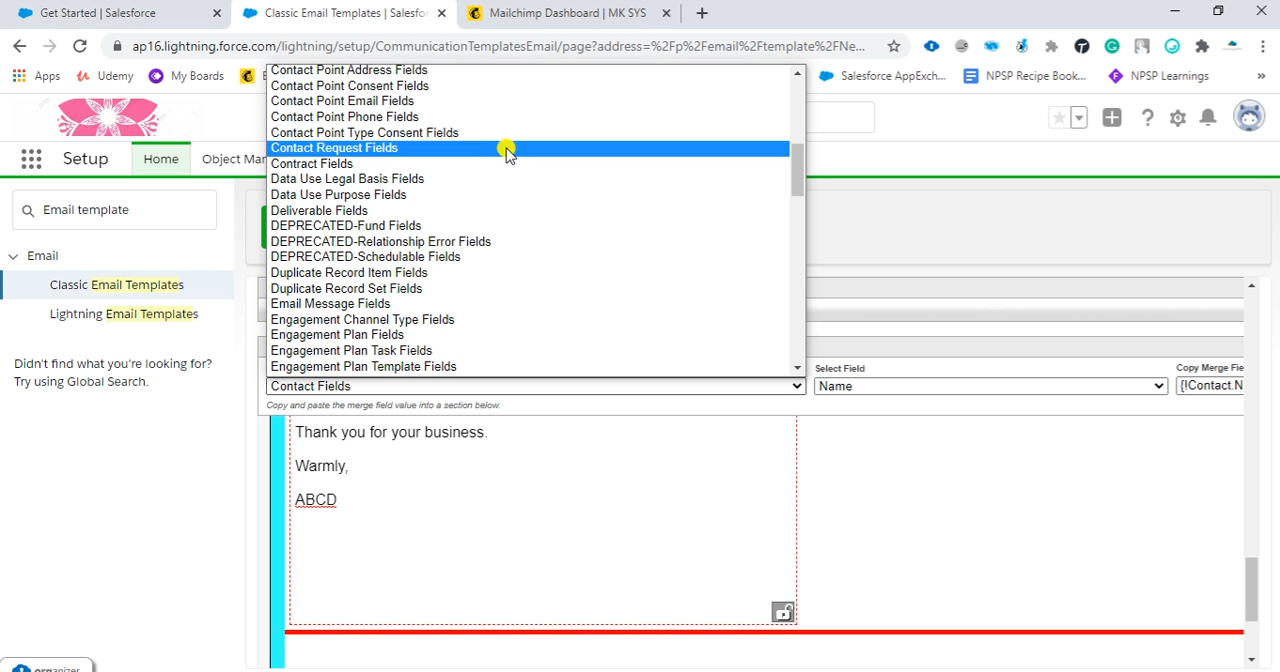 Get Started | Salesforce
Classic Email Templates | Salesfor
Mailchimp Dashboard | MK SYS
ap16.lightning.force.com/lightning/setup/CommunicationTemplatesEmail/page?address=%2Fp%2Femail%2Ftemplate%2FNe...
Apps
Udemy
My Boards
Salesforce AppExch...
NPSP Recipe Book...
NPSP Learnings
»
Setup
Home
Object Mar
Email template
Email
Classic Email Templates
Lightning Email Templates
Didn't find what you're looking for?
Try using Global Search.
Contact Point Address Fields
Contact Point Consent Fields
Contact Point Email Fields
Contact Point Phone Fields
Contact Point Type Consent Fields
Contact Request Fields
Contract Fields
Data Use Legal Basis Fields
Data Use Purpose Fields
Deliverable Fields
DEPRECATED-Fund Fields
DEPRECATED-Relationship Error Fields
DEPRECATED-Schedulable Fields
Duplicate Record Item Fields
Duplicate Record Set Fields
Email Message Fields
Engagement Channel Type Fields
Engagement Plan Fields
Engagement Plan Task Fields
Engagement Plan Template Fields
Contact Fields
Select Field
Name
Copy Merge Fie
{!Contact.N
Copy and paste the merge field value into a section below.
Thank you for your business.
Warmly,
ABCD
organizer